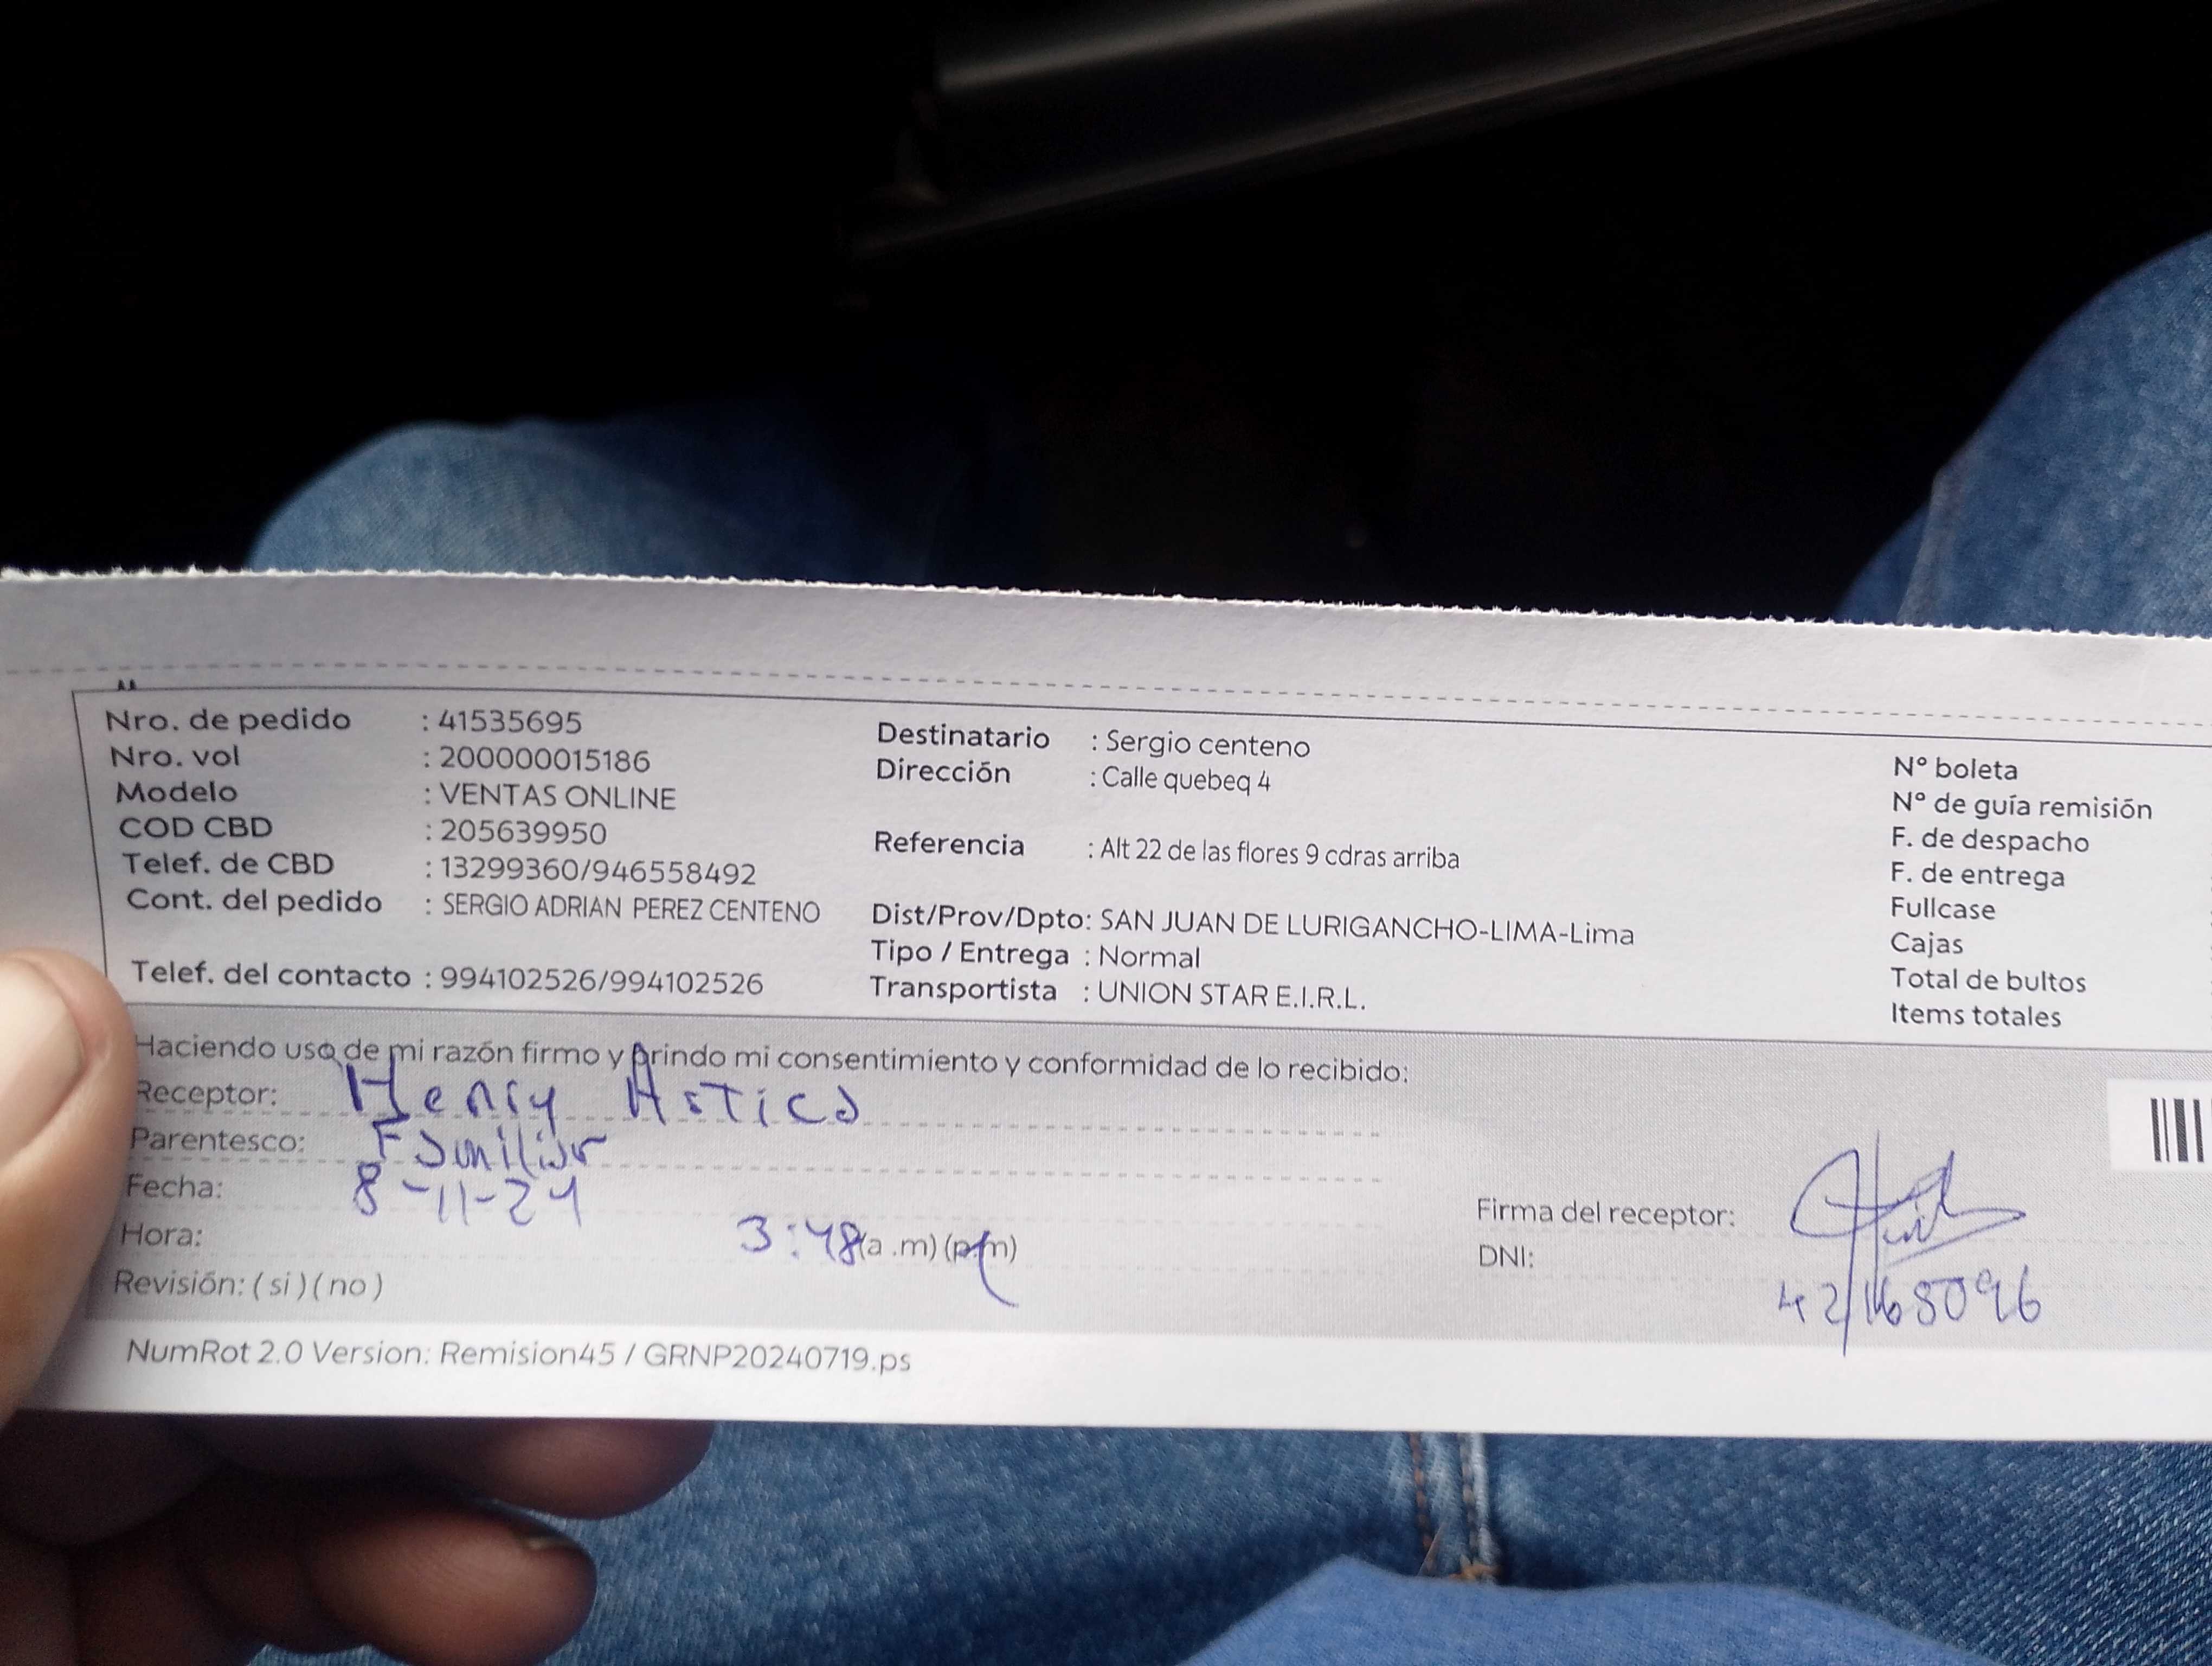 Nro. de pedido : 41535695
Nro. vol : 200000015186
Modelo : VENTAS ONLINE
COD CBD : 205639950
Telef. de CBD : 13299360/946558492
Cont. del pedido : SERGIO ADRIAN PEREZ CENTENO
Telef. del contacto : 994102526/994102526
Destinatario : Sergio centeno
Dirección : Calle quebeq 4
Referencia : Alt 22 de las flores 9 cdras arriba
Dist/Prov/Dpto: SAN JUAN DE LURIGANCHO-LIMA-Lima
Tipo / Entrega : Normal
Transportista : UNION STAR E.I.R.L.
N° boleta
N° de guía remisión
F. de despacho
F. de entrega
Fullcase
Cajas
Total de bultos
Items totales
Haciendo uso de mi razón firmo y brindo mi consentimiento y conformidad de lo recibido:
Receptor: Henry Astica
Parentesco: Familiar
Fecha: 8-11-24
Hora: 3:48 (a .m) (p.m)
Revisión: ( si ) ( no )
Firma del receptor:
DNI:
NumRot 2.0 Version: Remision45 / GRNP20240719.ps